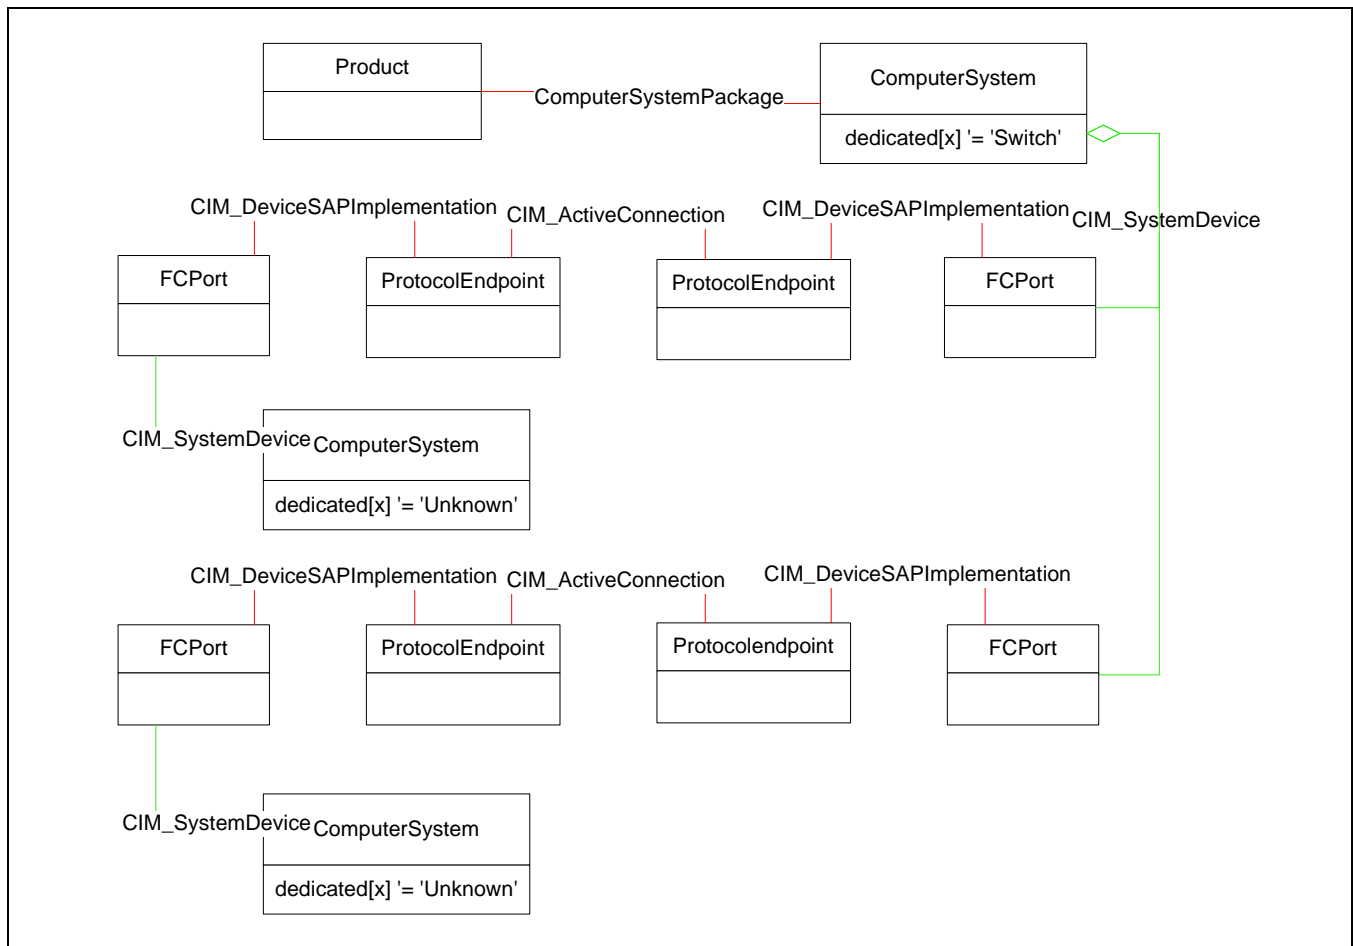 Product
ComputerSystem
ComputerSystemPackage
dedicated[x] '= 'Switch'
CIM_DeviceSAPImplementation
CIM_ActiveConnection
CIM_DeviceSAPImplementation
CIM_SystemDevice
FCPort
ProtocolEndpoint
ProtocolEndpoint
FCPort
CIM_SystemDevice
ComputerSystem
dedicated[x] '= 'Unknown'
CIM_DeviceSAPImplementation
CIM_ActiveConnection
CIM_DeviceSAPImplementation
FCPort
ProtocolEndpoint
Protocolendpoint
FCPort
CIM_SystemDevice
ComputerSystem
dedicated[x] '= 'Unknown'